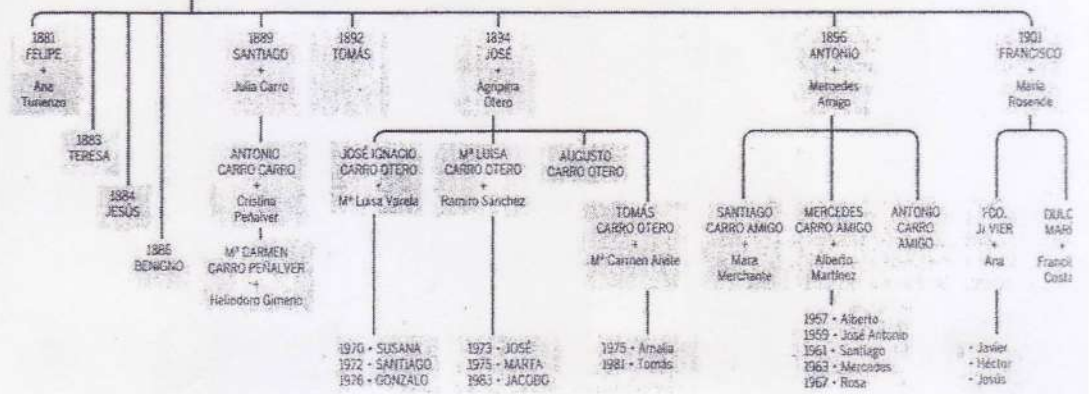 1881
FELIPE
+
Ana
Tunienzo
1883
TERESA
1884
JESÚS
1886
BENIGNO
1889
SANTIAGO
+
Julia Carro
ANTONIO
CARRO CARRO
+
Cristina
Peñalver
Mª CARMEN
CARRO PEÑALVER
+
Heliodoro Gimeno
1892
TOMÁS
1894
JOSÉ
+
Agripina
Otero
JOSÉ IGNACIO
CARRO OTERO
+
Mª Luisa Varela
1970 • SUSANA
1972 • SANTIAGO
1976 • GONZALO
Mª LUISA
CARRO OTERO
+
Ramiro Sánchez
1973 • JOSÉ
1975 • MARTA
1983 • JACOBO
AUGUSTO
CARRO OTERO
TOMÁS
CARRO OTERO
+
Mª Carmen
1975 • Amalia
1981 • Tomás
1896
ANTONIO
+
Mercedes
Amigo
SANTIAGO
CARRO AMIGO
+
Mara
Merchante
MERCEDES
CARRO AMIGO
+
Alberto
Martínez
1957 • Alberto
1959 • José Antonio
1961 • Santiago
1963 • Mercedes
1967 • Rosa
ANTONIO
CARRO
AMIGO
1901
FRANCISCO
+
María
Rosende
FCO.
JAVIER
+
Ana
• Javier
• Héctor
• Jesús
DULC
MARÍ
+
Francis
Costa